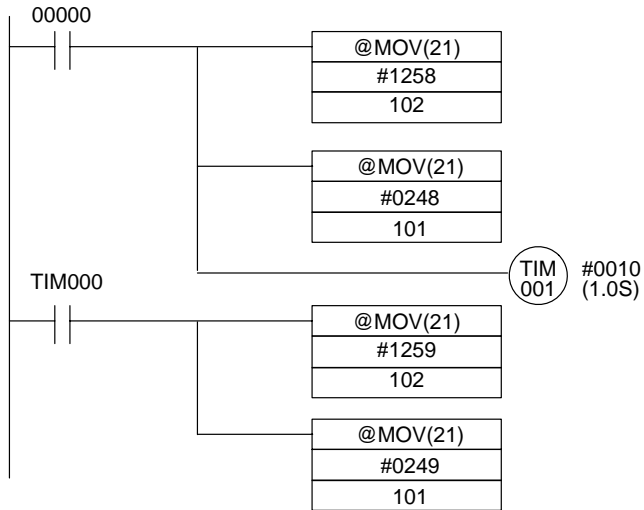 00000
@MOV(21)
#1258
102
@MOV(21)
#0248
101
TIM
001
#0010
(1.0S)
TIM000
@MOV(21)
#1259
102
@MOV(21)
#0249
101